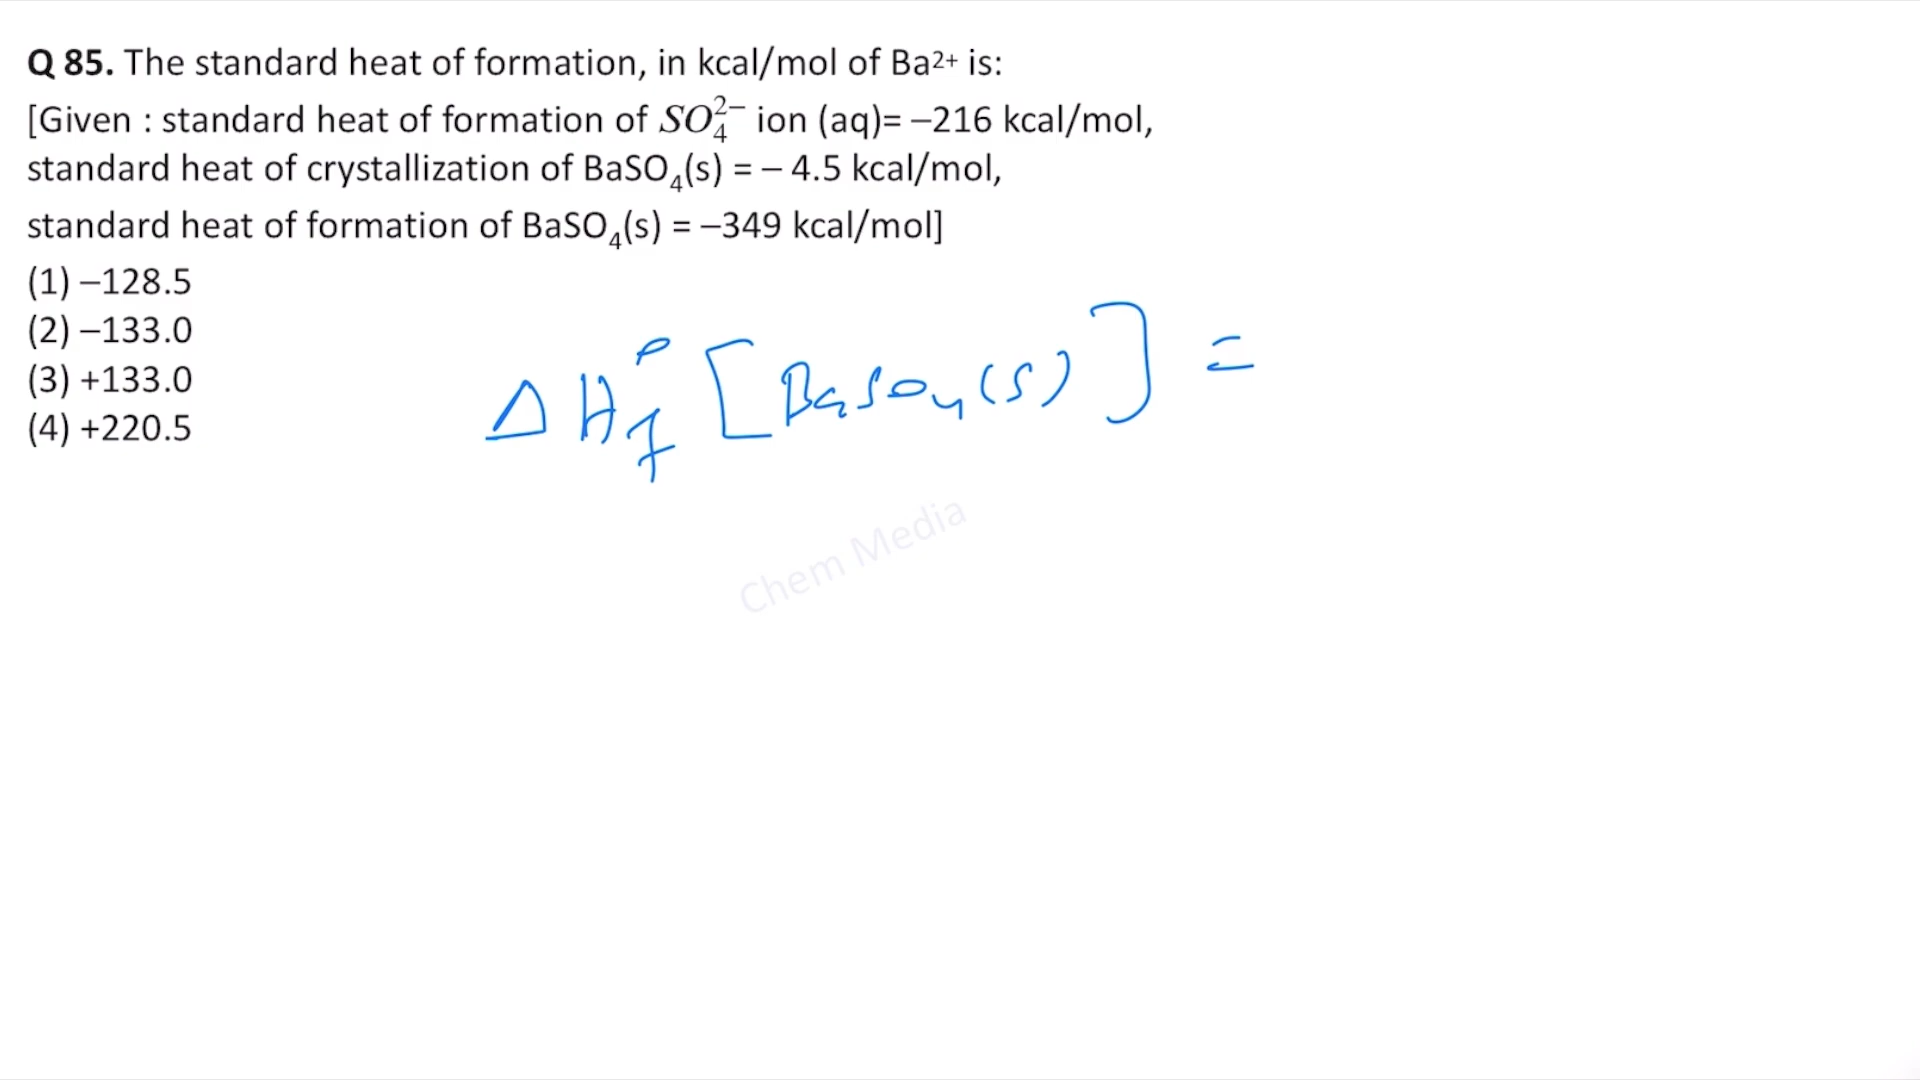 Q 85. The standard heat of formation, in kcal/mol of Ba²⁺ is:
[Given : standard heat of formation of SO₄²⁻ ion (aq)= –216 kcal/mol,
standard heat of crystallization of BaSO₄(s) = – 4.5 kcal/mol,
standard heat of formation of BaSO₄(s) = –349 kcal/mol]
(1) –128.5
(2) –133.0
(3) +133.0
(4) +220.5
ΔH°f [BaSO₄(s)] =
Chem Media